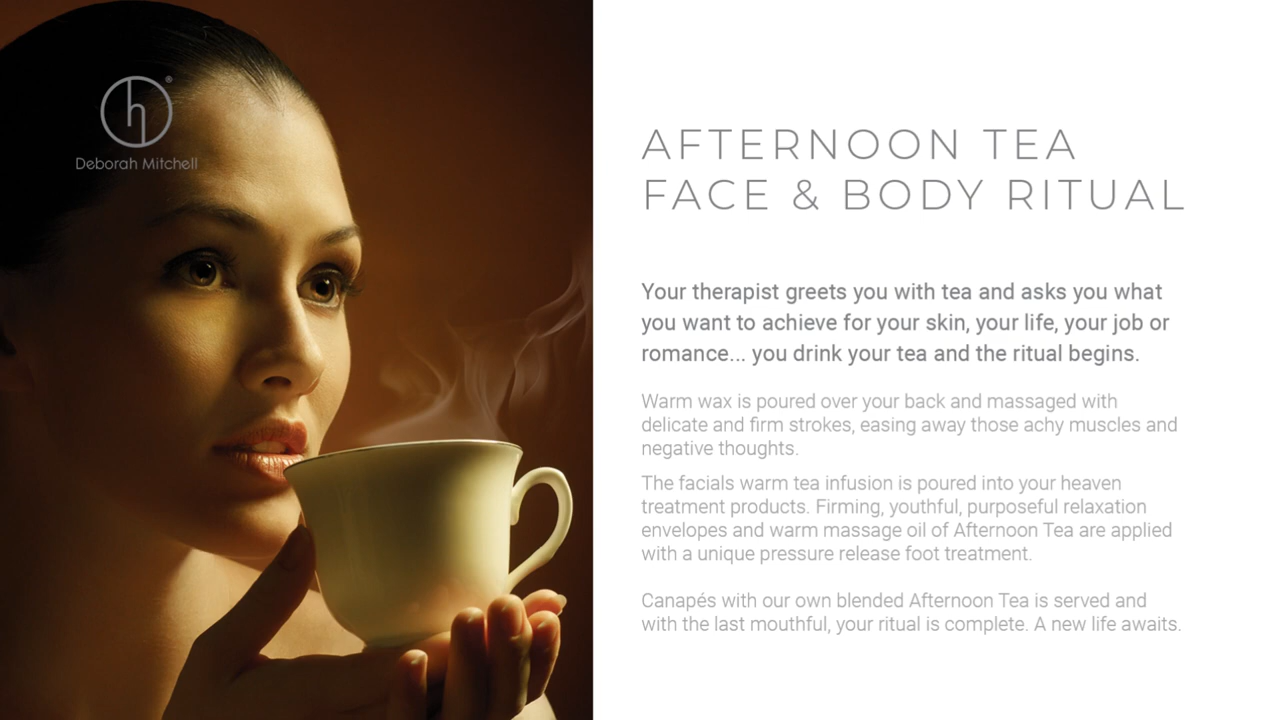 h®
Deborah Mitchell
AFTERNOON TEA
FACE & BODY RITUAL
Your therapist greets you with tea and asks you what
you want to achieve for your skin, your life, your job or
romance... you drink your tea and the ritual begins.
Warm wax is poured over your back and massaged with
delicate and firm strokes, easing away those achy muscles and
negative thoughts.
The facials warm tea infusion is poured into your heaven
treatment products. Firming, youthful, purposeful relaxation
envelopes and warm massage oil of Afternoon Tea are applied
with a unique pressure release foot treatment.
Canapés with our own blended Afternoon Tea is served and
with the last mouthful, your ritual is complete. A new life awaits.